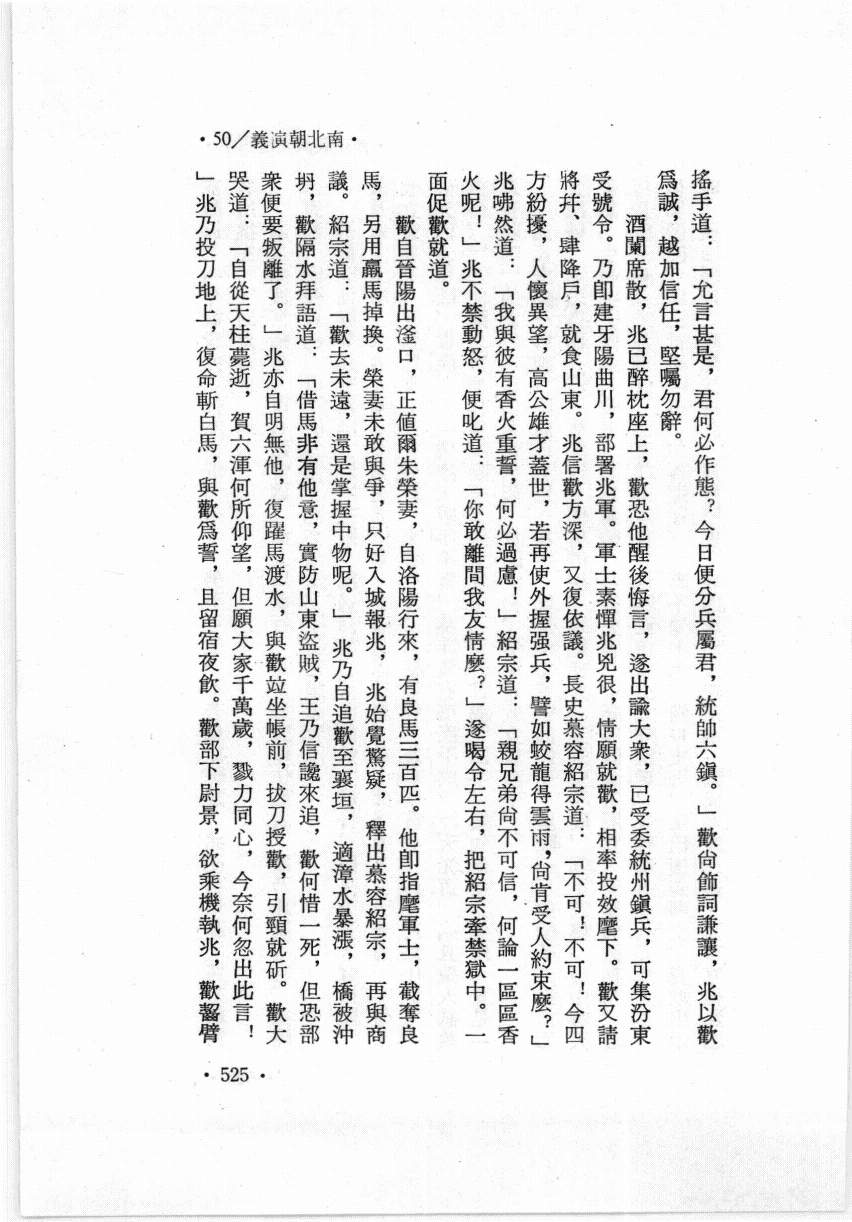 •50/義演朝北南•
搖手道：「允言甚是，君何必作態？今日便分兵屬君，統帥六鎭。」歡尙飾詞謙讓，兆以歡
爲誠，越加信任，堅囑勿辭。
酒闌席散，兆已醉枕座上，歡恐他醒後悔言，遂出諭大衆，已受委統州鎭兵，可集汾東
受號令。乃卽建牙陽曲川，部署兆軍。軍士素憚兆兇很，情願就歡，相率投效麾下。歡又請
將幷、肆降戶，就食山東。兆信歡方深，又復依議。長史慕容紹宗道：「不可！不可！今四
方紛擾，人懷異望，高公雄才蓋世，若再使外握强兵，譬如蛟龍得雲雨，尙肯受人約束麼？」
兆咈然道：「我與彼有香火重誓，何必過慮！」紹宗道：「親兄弟尙不可信，何論一區區香
火呢！」兆不禁動怒，便叱道：「你敢離間我友情麼？」遂喝令左右，把紹宗牽禁獄中。一
面促歡就道。
歡自晉陽出滏口，正値爾朱榮妻，自洛陽行來，有良馬三百匹。他卽指麾軍士，截奪良
馬，另用羸馬掉換。榮妻未敢與爭，只好入城報兆，兆始覺驚疑，釋出慕容紹宗，再與商
議。紹宗道：「歡去未遠，還是掌握中物呢。」兆乃自追歡至襄垣，適漳水暴漲，橋被沖
坍，歡隔水拜語道：「借馬非有他意，實防山東盜賊，王乃信讒來追，歡何惜一死，但恐部
衆便要叛離了。」兆亦自明無他，復躍馬渡水，與歡竝坐帳前，拔刀授歡，引頸就斫。歡大
哭道：「自從天柱薨逝，賀六渾何所仰望，但願大家千萬歲，戮力同心，今奈何忽出此言！
」兆乃投刀地上，復命斬白馬，與歡爲誓，且留宿夜飮。歡部下尉景，欲乘機執兆，歡齧臂
•525•